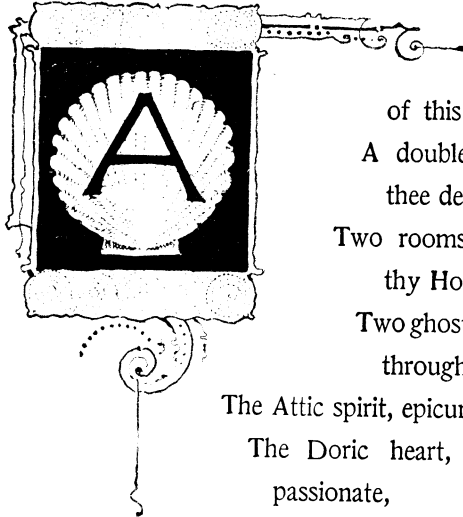 A
of this
A double
thee de
Two rooms
thy Ho
Two ghost
through
The Attic spirit, epicur
The Doric heart,
passionate,